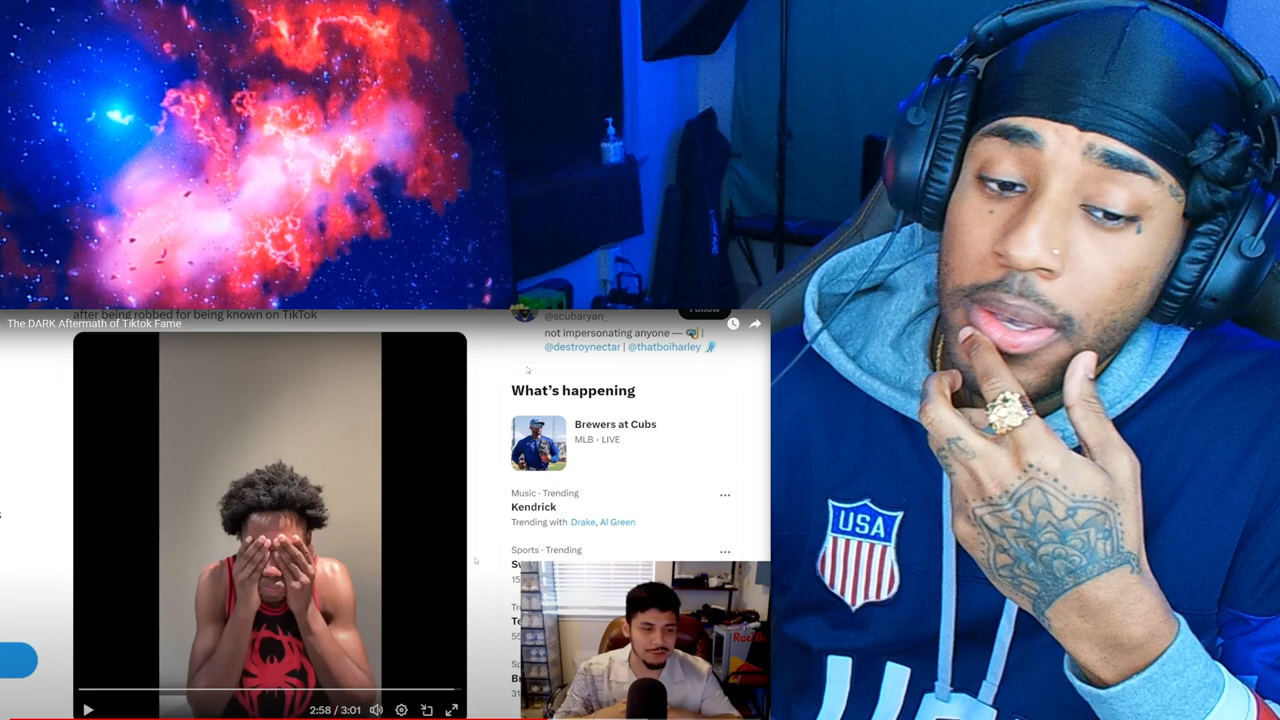 after being robbed for being known on TikTok
The DARK Aftermath of Tiktok Fame
Follow
@scubaryan_
not impersonating anyone — 🤿 |
@destroynectar | @thatboiharley
What's happening
Brewers at Cubs
MLB · LIVE
Music · Trending
Kendrick
Trending with Drake, Al Green
Sports · Trending
2:58 / 3:01
USA